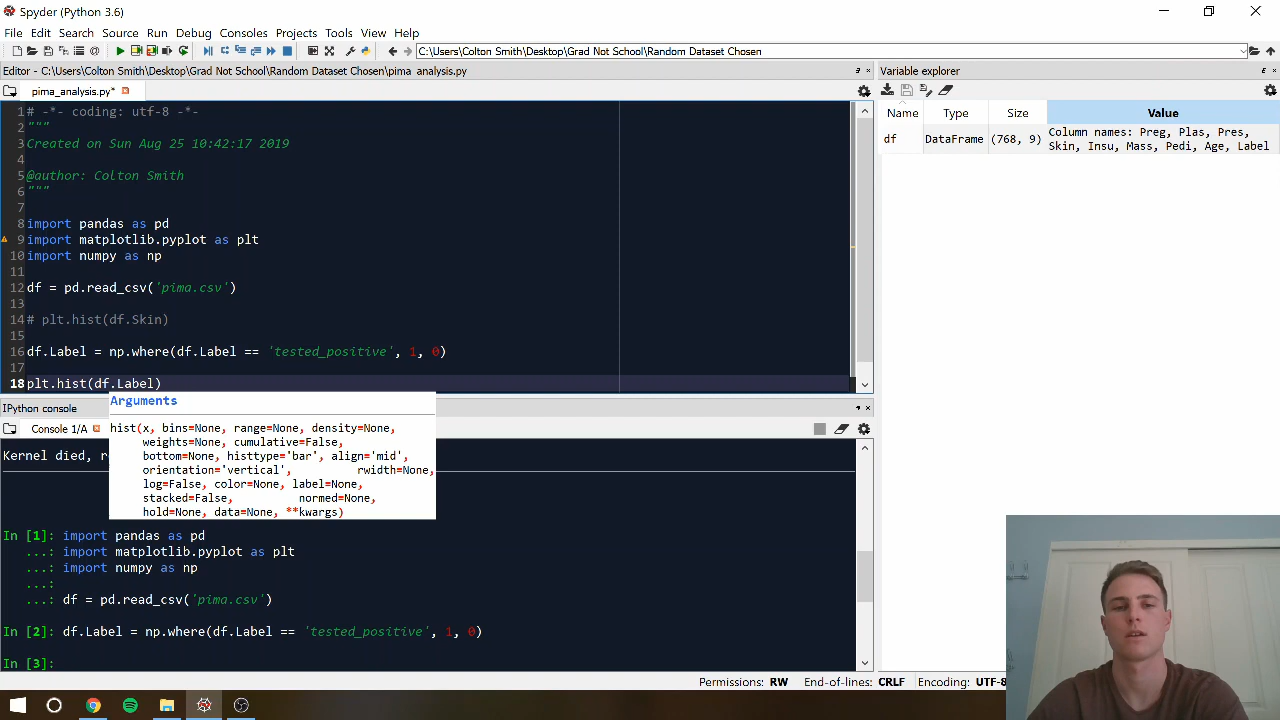 Spyder (Python 3.6)
File Edit Search Source Run Debug Consoles Projects Tools View Help
C:\Users\Colton Smith\Desktop\Grad Not School\Random Dataset Chosen
Editor - C:\Users\Colton Smith\Desktop\Grad Not School\Random Dataset Chosen\pima_analysis.py
pima_analysis.py*
1 # -*- coding: utf-8 -*-
2 """
3 Created on Sun Aug 25 10:42:17 2019
4
5 @author: Colton Smith
6 """
7
8 import pandas as pd
9 import matplotlib.pyplot as plt
10 import numpy as np
11
12 df = pd.read_csv('pima.csv')
13
14 # plt.hist(df.Skin)
15
16 df.Label = np.where(df.Label == 'tested_positive', 1, 0)
17
18 plt.hist(df.Label)
Arguments
hist(x, bins=None, range=None, density=None,
weights=None, cumulative=False,
bottom=None, histtype='bar', align='mid',
orientation='vertical', rwidth=None,
log=False, color=None, label=None,
stacked=False, normed=None,
hold=None, data=None, **kwargs)
IPython console
Console 1/A
Kernel died,
In [1]: import pandas as pd
...: import matplotlib.pyplot as plt
...: import numpy as np
...:
...: df = pd.read_csv('pima.csv')
In [2]: df.Label = np.where(df.Label == 'tested_positive', 1, 0)
In [3]:
Variable explorer
Name Type Size Value
df DataFrame (768, 9) Column names: Preg, Plas, Pres,
Skin, Insu, Mass, Pedi, Age, Label
Permissions: RW End-of-lines: CRLF Encoding: UTF-8